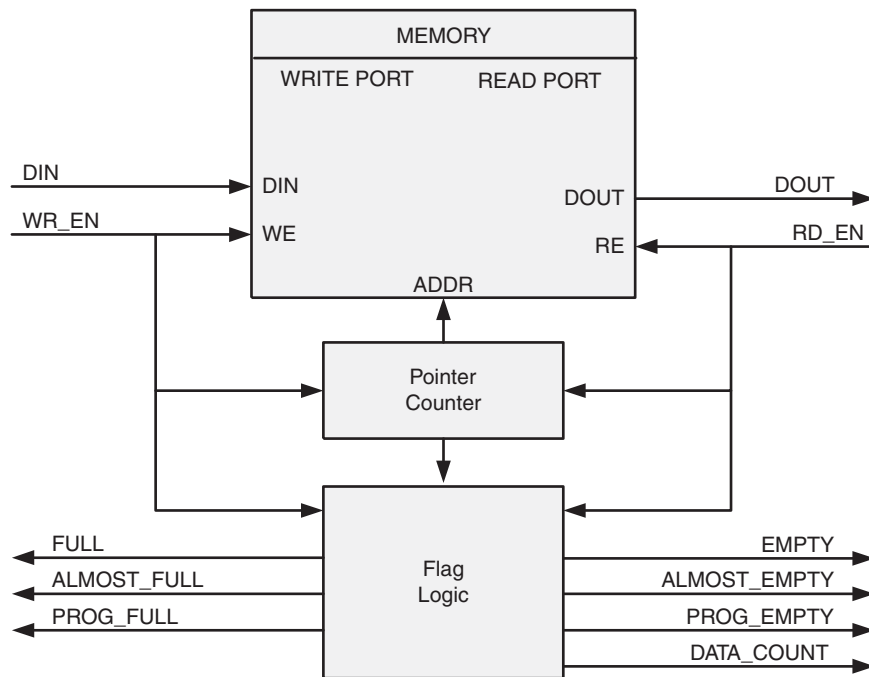 MEMORY
WRITE PORT
READ PORT
DIN
DIN
DOUT
DOUT
WR_EN
WE
RE
RD_EN
ADDR
Pointer
Counter
Flag
Logic
FULL
ALMOST_FULL
PROG_FULL
EMPTY
ALMOST_EMPTY
PROG_EMPTY
DATA_COUNT